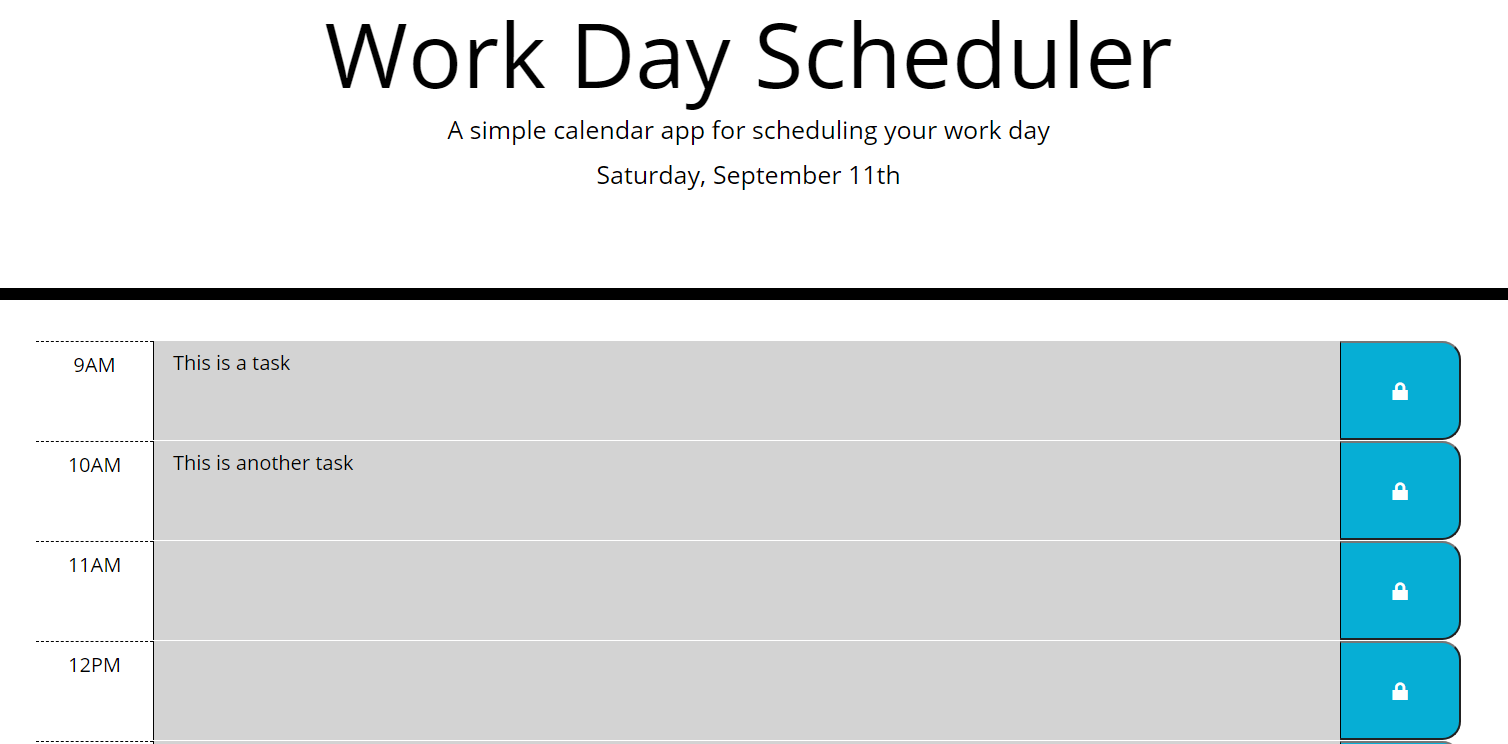 Work Day Scheduler
A simple calendar app for scheduling your work day
Saturday, September 11th
9AM
This is a task
10AM
This is another task
11AM
12PM